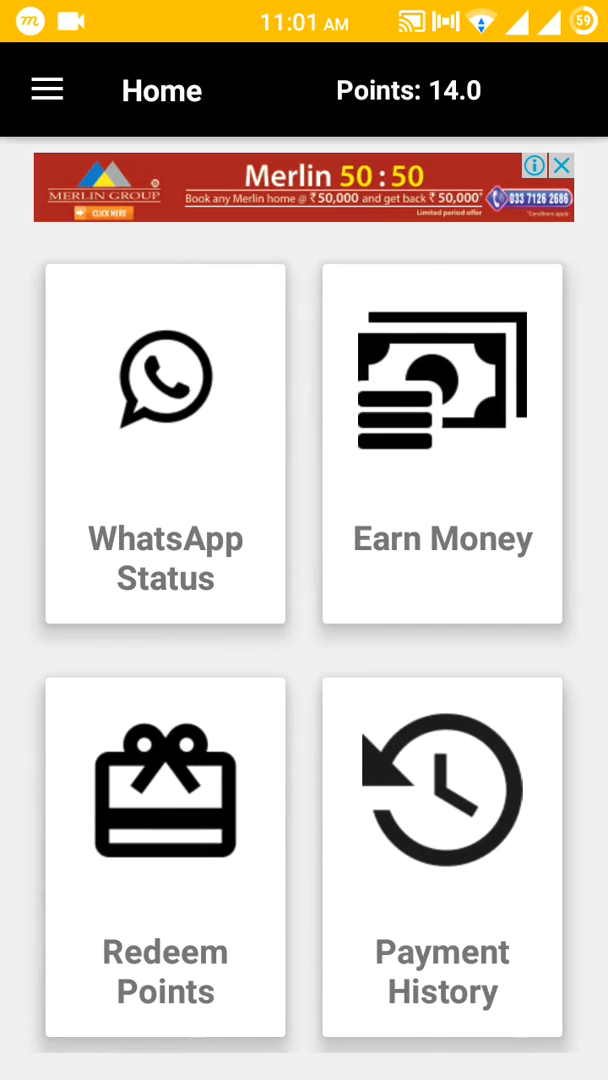 11:01 AM
59
Home
Points: 14.0
MERLIN GROUP
CLICK HERE
Merlin 50 : 50
Book any Merlin home @ ₹50,000 and get back ₹ 50,000*
Limited period offer
033 7126 2686
*Conditions apply
WhatsApp
Status
Earn Money
Redeem
Points
Payment
History